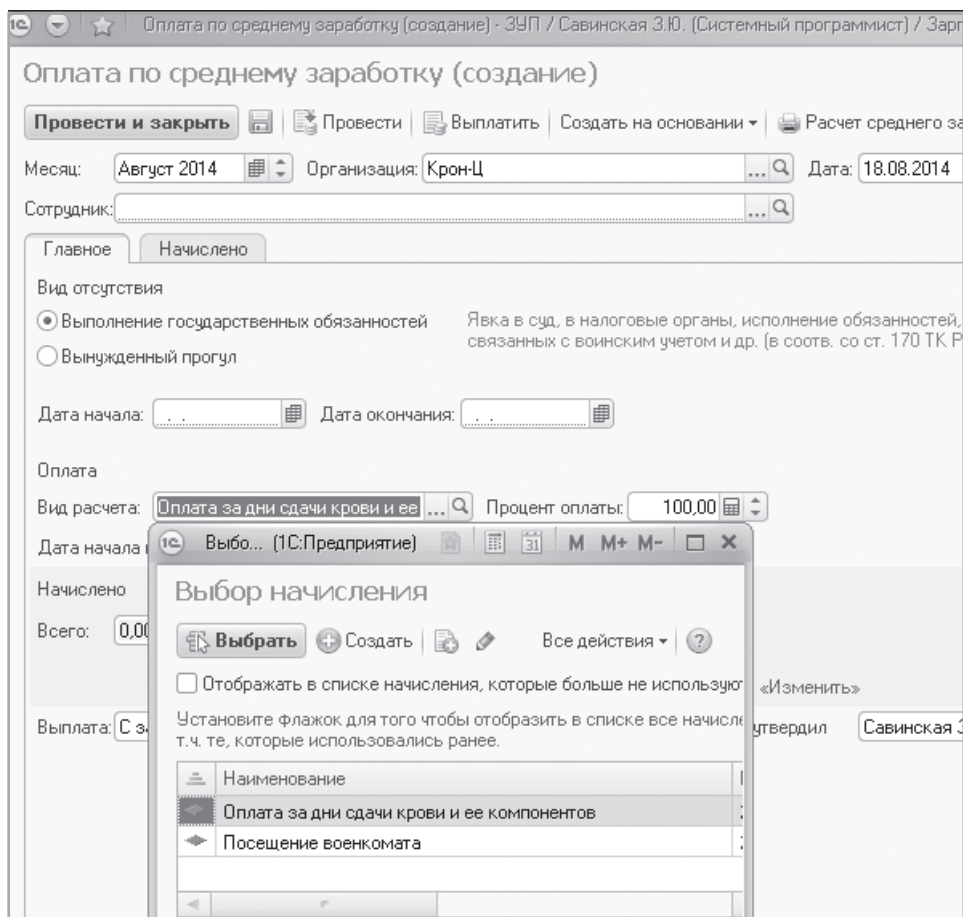 Оплата по среднему заработку (создание) - ЗУП / Савинская З.Ю. (Системный программист) / Зарп
Оплата по среднему заработку (создание)
Провести и закрыть Провести Выплатить Создать на основании Расчет среднего за
Месяц: Август 2014 Организация: Крон-Ц ... Дата: 18.08.2014
Сотрудник: ...
Главное Начислено
Вид отсутствия
Выполнение государственных обязанностей Явка в суд, в налоговые органы, исполнение обязанностей,
Вынужденный прогул связанных с воинским учетом и др. (в соотв. со ст. 170 ТК Р
Дата начала: . . Дата окончания: . .
Оплата
Вид расчета: Оплата за дни сдачи крови и ее ... Процент оплаты: 100,00
Дата начала
1С Выбо... (1С:Предприятие) 31 M M+ M-
Начислено
Выбор начисления
Всего: 0,00
Выбрать Создать Все действия ?
Отображать в списке начисления, которые больше не используют
«Изменить»
Установите флажок для того чтобы отобразить в списке все начисле
т.ч. те, которые использовались ранее.
Выплата: С за
утвердил Савинская З
Наименование
Оплата за дни сдачи крови и ее компонентов
Посещение военкомата